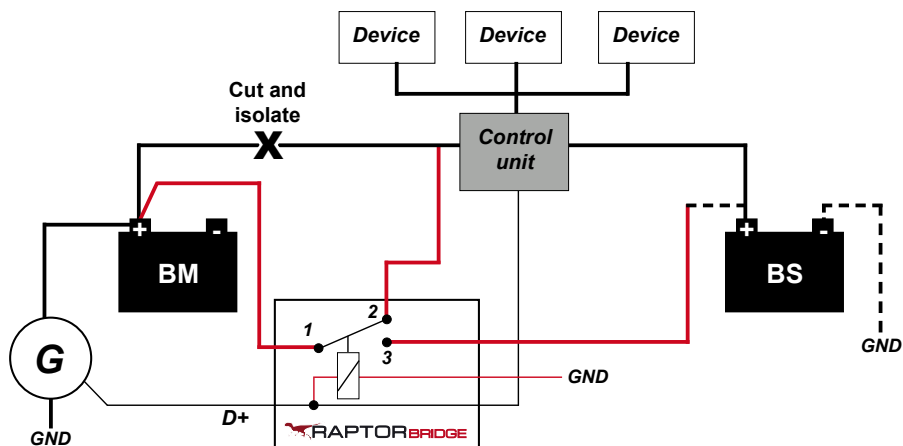 Device
Device
Device
Cut and
isolate
X
Control
unit
+
-
BM
+
-
BS
1
2
3
G
GND
GND
GND
D+
RAPTORBRIDGE